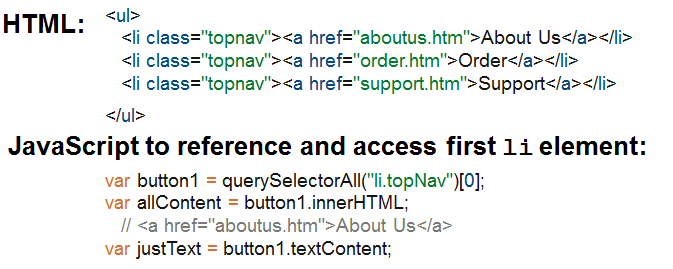 HTML:
<ul>
<li class="topnav"><a href="aboutus.htm">About Us</a></li>
<li class="topnav"><a href="order.htm">Order</a></li>
<li class="topnav"><a href="support.htm">Support</a></li>
</ul>
JavaScript to reference and access first li element:
var button1 = querySelectorAll("li.topNav")[0];
var allContent = button1.innerHTML;
// <a href="aboutus.htm">About Us</a>
var justText = button1.textContent;